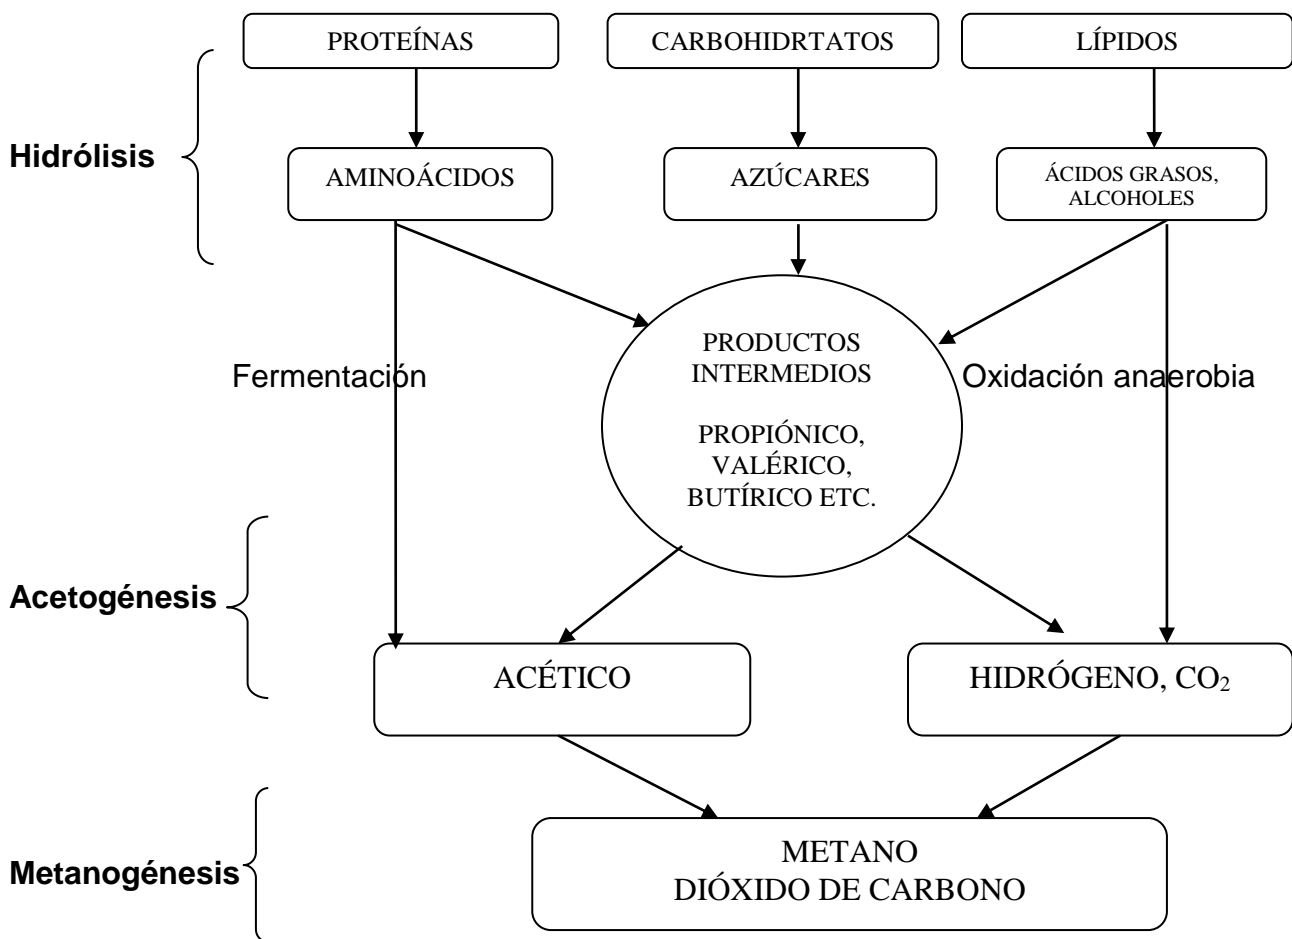 PROTEÍNAS
CARBOHIDRTATOS
LÍPIDOS
Hidrólisis
AMINOÁCIDOS
AZÚCARES
ÁCIDOS GRASOS,
ALCOHOLES
PRODUCTOS
INTERMEDIOS
Fermentación
Oxidación anaerobia
PROPIÓNICO,
VALÉRICO,
BUTÍRICO ETC.
Acetogénesis
ACÉTICO
HIDRÓGENO, CO₂
METANO
Metanogénesis
DIÓXIDO DE CARBONO